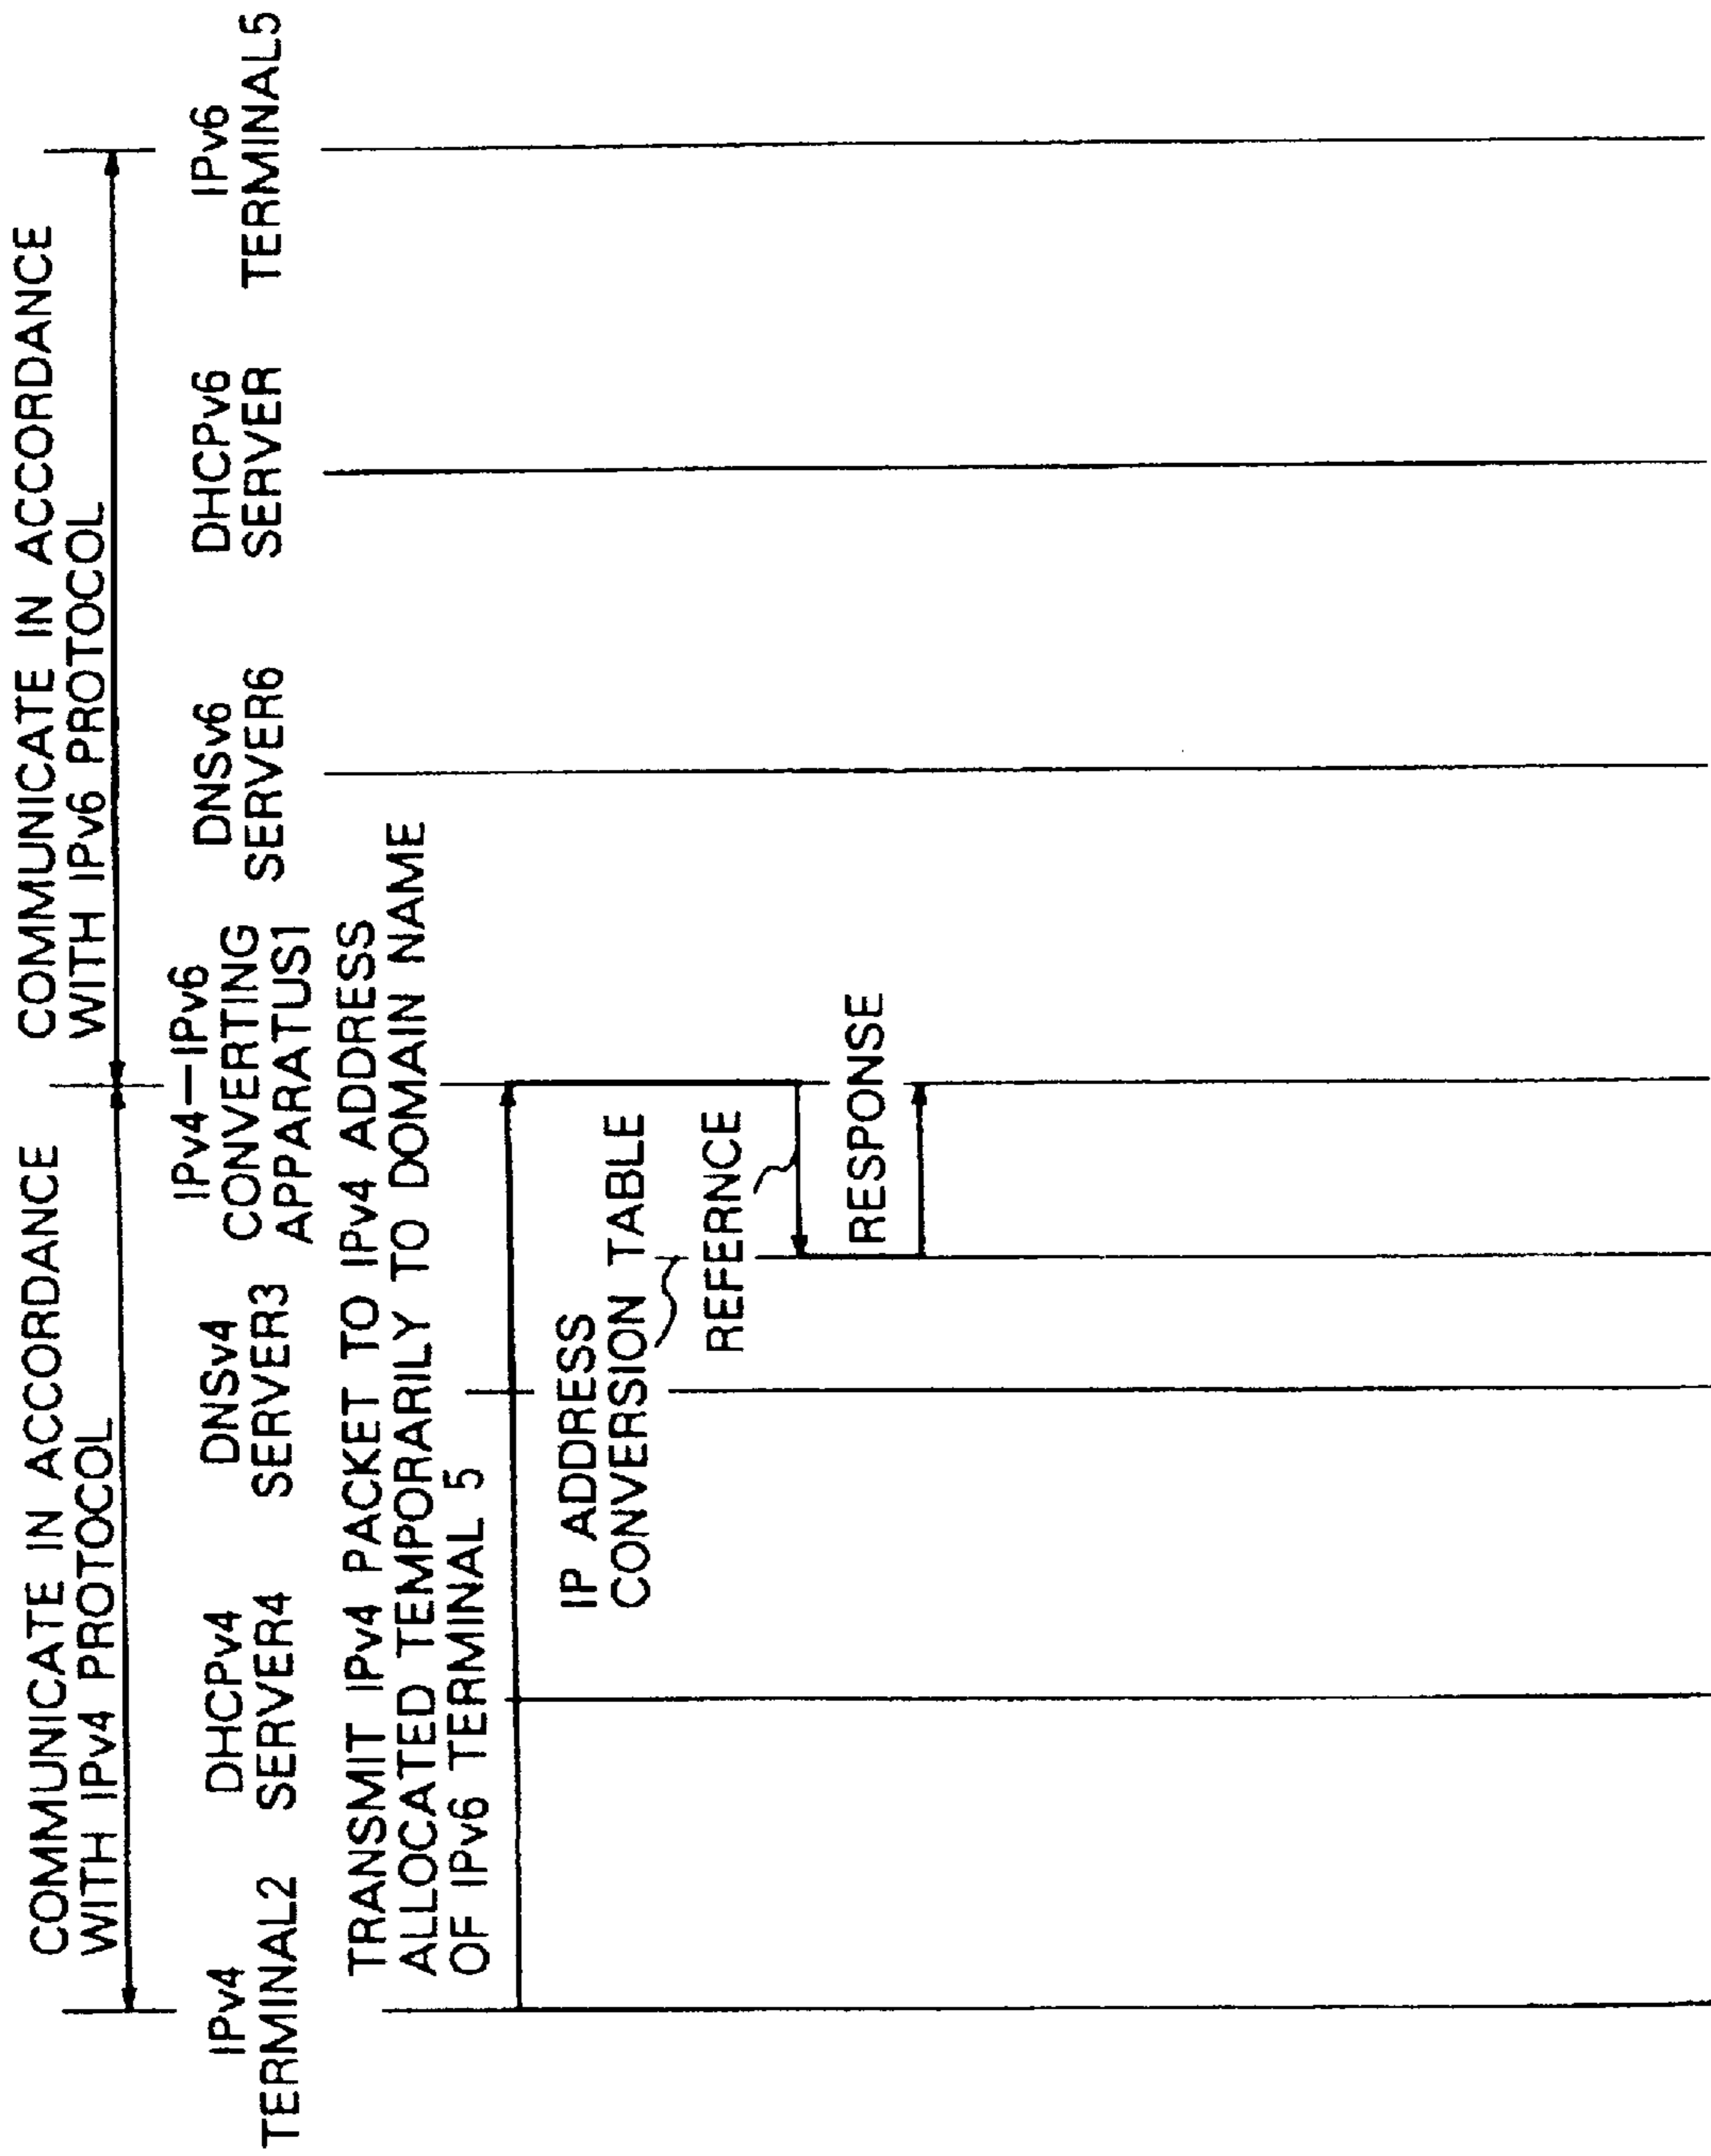 COMMUNICATE IN ACCORDANCE
WITH IPv4 PROTOCOL
COMMUNICATE IN ACCORDANCE
WITH IPv6 PROTOCOL
IPv4
TERMINAL2
DHCPv4
SERVER4
DNSv4
SERVER3
IPv4—IPv6
CONVERTING
APPARATUS1
DNSv6
SERVER6
DHCPv6
SERVER
IPv6
TERMINAL5
TRANSMIT IPv4 PACKET TO IPv4 ADDRESS
ALLOCATED TEMPORARILY TO DOMAIN NAME
OF IPv6 TERMINAL 5
IP ADDRESS
CONVERSION TABLE
REFERENCE
RESPONSE